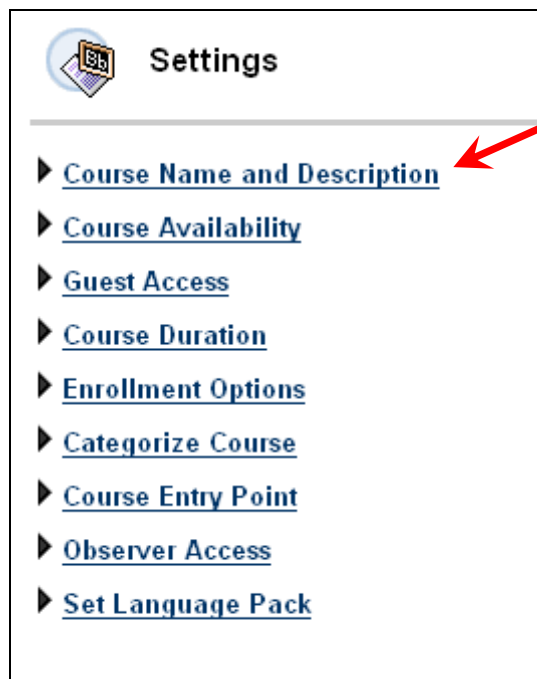 Bb
Settings
Course Name and Description
Course Availability
Guest Access
Course Duration
Enrollment Options
Categorize Course
Course Entry Point
Observer Access
Set Language Pack